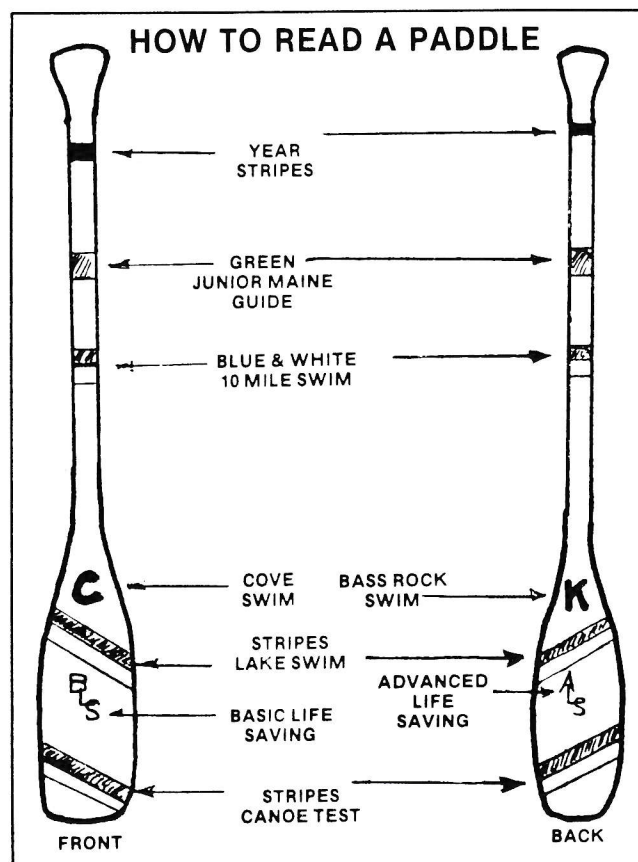 HOW TO READ A PADDLE
YEAR
STRIPES
GREEN
JUNIOR MAINE
GUIDE
BLUE & WHITE
10 MILE SWIM
C
COVE
SWIM
BASS ROCK
SWIM
K
STRIPES
LAKE SWIM
BLS
BASIC LIFE
SAVING
ADVANCED
LIFE
SAVING
ALS
STRIPES
CANOE TEST
FRONT
BACK